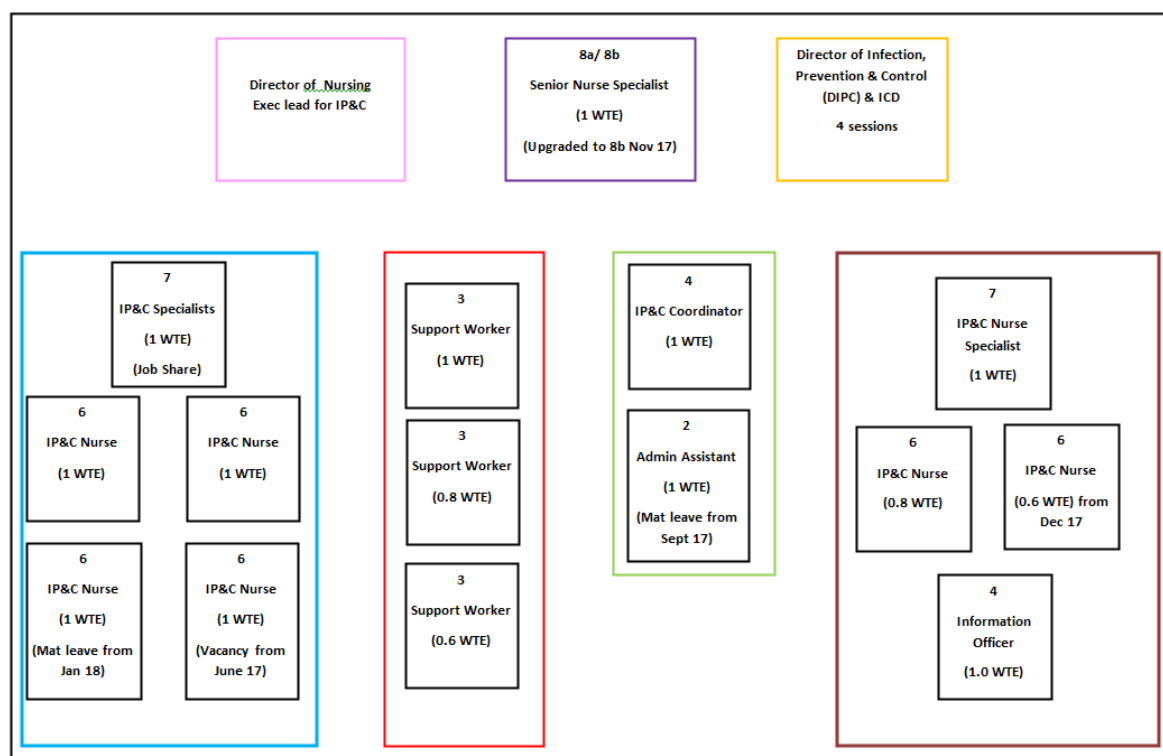 Director of Nursing
Exec lead for IP&C
8a/ 8b
Senior Nurse Specialist
(1 WTE)
(Upgraded to 8b Nov 17)
Director of Infection,
Prevention & Control
(DIPC) & ICD
4 sessions
7
IP&C Specialists
(1 WTE)
(Job Share)
6
IP&C Nurse
(1 WTE)
6
IP&C Nurse
(1 WTE)
6
IP&C Nurse
(1 WTE)
(Mat leave from
Jan 18)
6
IP&C Nurse
(1 WTE)
(Vacancy from
June 17)
3
Support Worker
(1 WTE)
3
Support Worker
(0.8 WTE)
3
Support Worker
(0.6 WTE)
4
IP&C Coordinator
(1 WTE)
2
Admin Assistant
(1 WTE)
(Mat leave from
Sept 17)
7
IP&C Nurse
Specialist
(1 WTE)
6
IP&C Nurse
(0.8 WTE)
6
IP&C Nurse
(0.6 WTE) from
Dec 17
4
Information
Officer
(1.0 WTE)